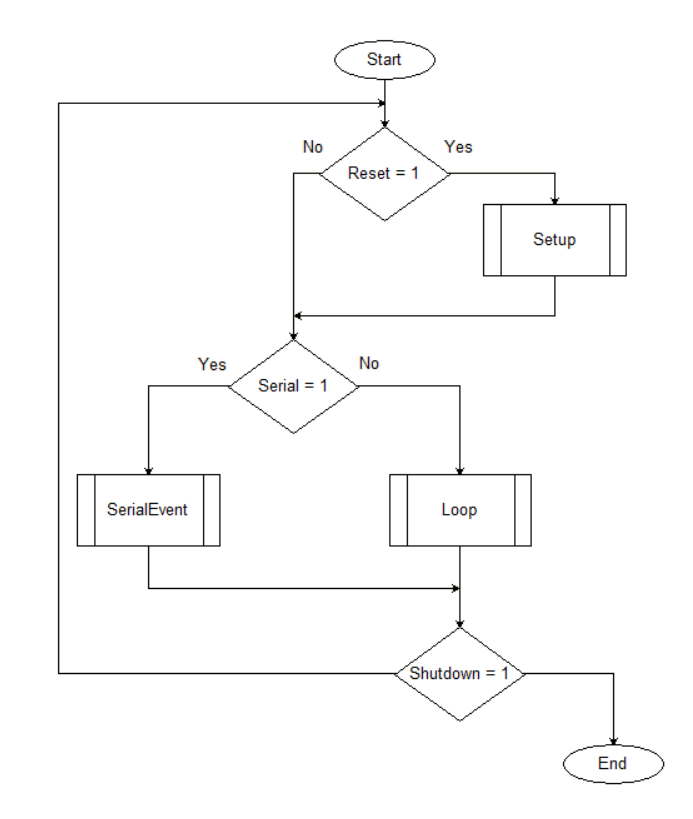 Start
No
Yes
Reset = 1
Setup
Yes
No
Serial = 1
SerialEvent
Loop
Shutdown = 1
End